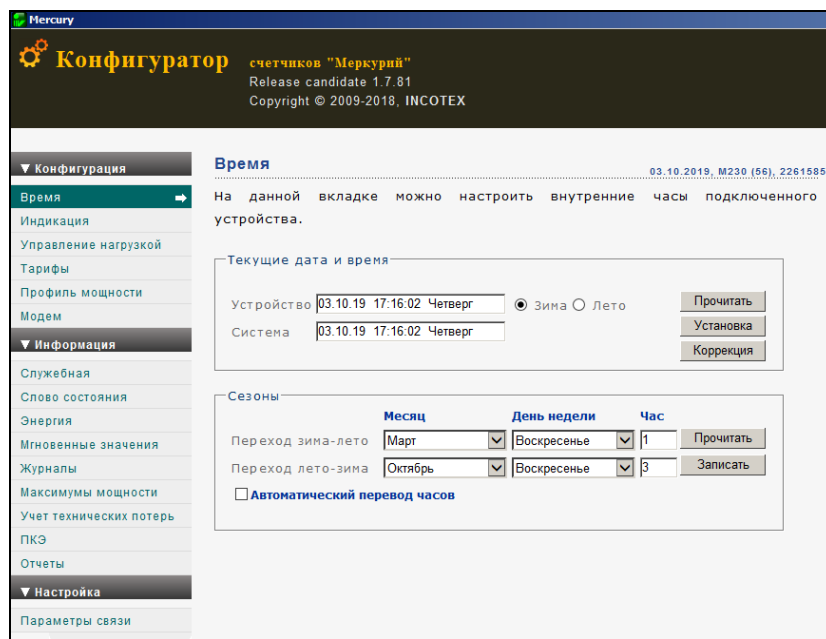 Mercury
Конфигуратор счетчиков "Меркурий"
Release candidate 1.7.81
Copyright © 2009-2018, INCOTEX
▼ Конфигурация
Время
Индикация
Управление нагрузкой
Тарифы
Профиль мощности
Модем
▼ Информация
Служебная
Слово состояния
Энергия
Мгновенные значения
Журналы
Максимумы мощности
Учет технических потерь
ПКЭ
Отчеты
▼ Настройка
Параметры связи
Время
03.10.2019, М230 (56), 2261585
На данной вкладке можно настроить внутренние часы подключенного
устройства.
Текущие дата и время
Устройство 03.10.19 17:16:02 Четверг Зима Лето Прочитать
Система 03.10.19 17:16:02 Четверг Установка
Коррекция
Сезоны
Месяц День недели Час
Переход зима-лето Март Воскресенье 1 Прочитать
Переход лето-зима Октябрь Воскресенье 3 Записать
Автоматический перевод часов